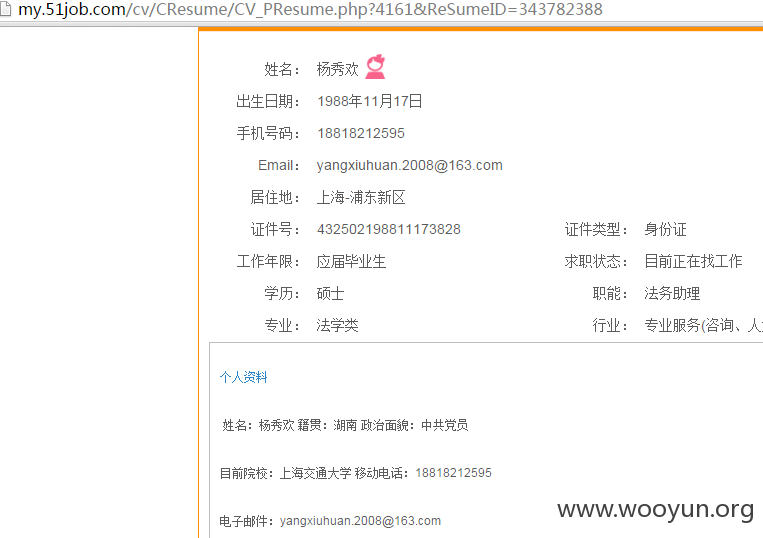 my.51job.com/cv/CResume/CV_PResume.php?4161&ReSumeID=343782388
姓名： 杨秀欢
出生日期： 1988年11月17日
手机号码： 18818212595
Email： yangxiuhuan.2008@163.com
居住地： 上海-浦东新区
证件号： 432502198811173828 证件类型： 身份证
工作年限： 应届毕业生 求职状态： 目前正在找工作
学历： 硕士 职能： 法务助理
专业： 法学类 行业： 专业服务(咨询、人
个人资料
姓名：杨秀欢 籍贯：湖南 政治面貌：中共党员
目前院校：上海交通大学 移动电话：18818212595
www.wooyun.org
电子邮件：yangxiuhuan.2008@163.com